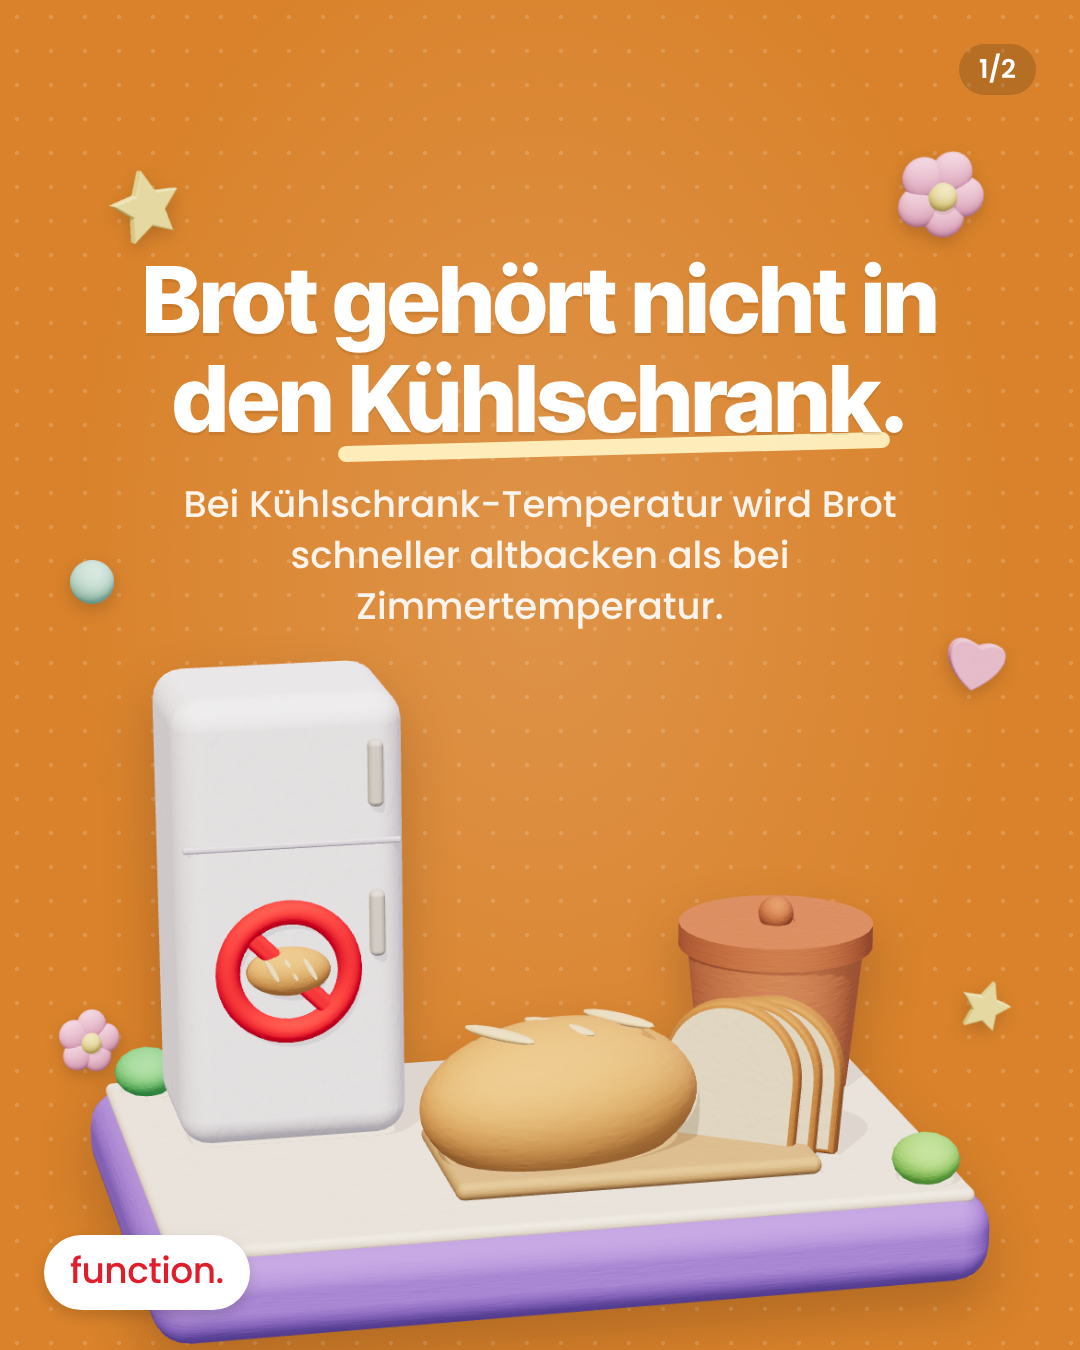 1/2
Brot gehört nicht in
den Kühlschrank.
Bei Kühlschrank-Temperatur wird Brot
schneller altbacken als bei
Zimmertemperatur.
function.